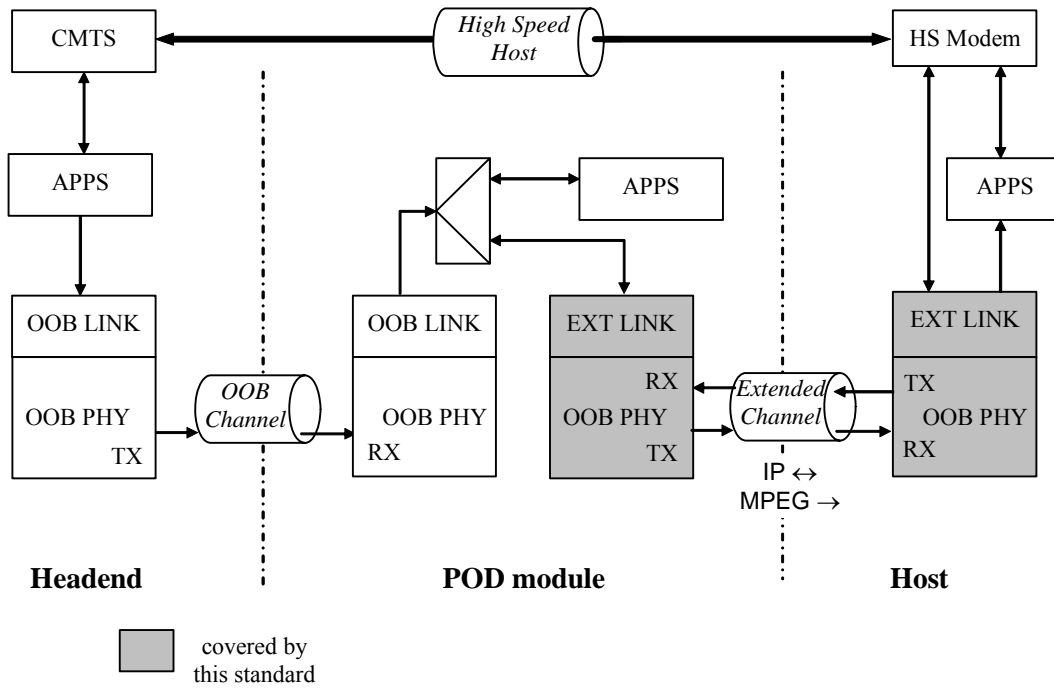 CMTS
High Speed
Host
HS Modem
APPS
APPS
APPS
OOB LINK
OOB LINK
EXT LINK
EXT LINK
OOB PHY
TX
OOB
Channel
OOB PHY
RX
RX
OOB PHY
TX
Extended
Channel
TX
OOB PHY
RX
IP ↔
MPEG →
Headend
POD module
Host
covered by
this standard